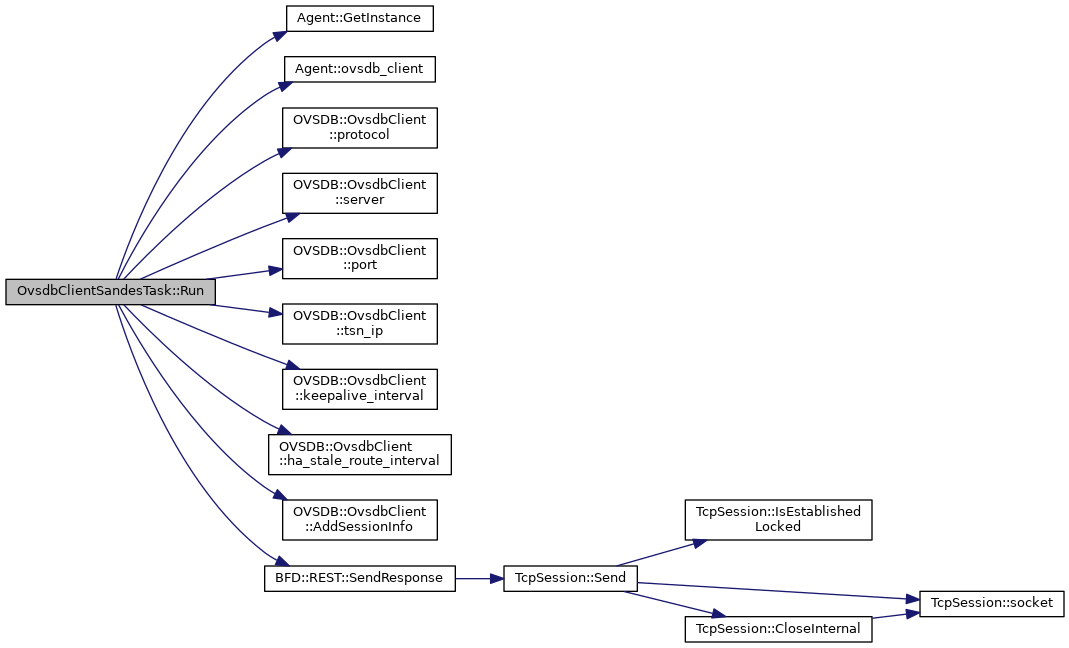 Agent::GetInstance
Agent::ovsdb_client
OVSDB::OvsdbClient
::protocol
OVSDB::OvsdbClient
::server
OVSDB::OvsdbClient
::port
OvsdbClientSandesTask::Run
OVSDB::OvsdbClient
::tsn_ip
OVSDB::OvsdbClient
::keepalive_interval
OVSDB::OvsdbClient
::ha_stale_route_interval
OVSDB::OvsdbClient
::AddSessionInfo
BFD::REST::SendResponse
TcpSession::Send
TcpSession::IsEstablished
Locked
TcpSession::CloseInternal
TcpSession::socket